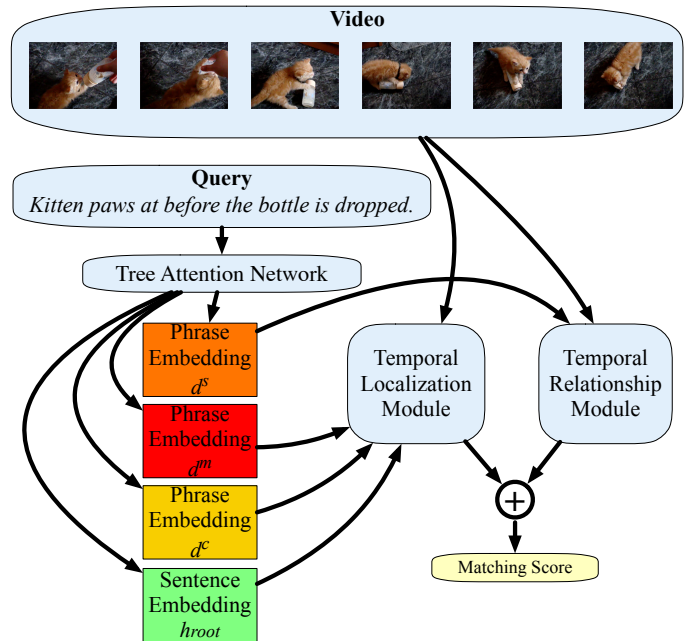 Video
Query
Kitten paws at before the bottle is dropped.
Tree Attention Network
Phrase
Embedding
d^s
Phrase
Embedding
d^m
Phrase
Embedding
d^c
Sentence
Embedding
h_root
Temporal
Localization
Module
Temporal
Relationship
Module
+
Matching Score